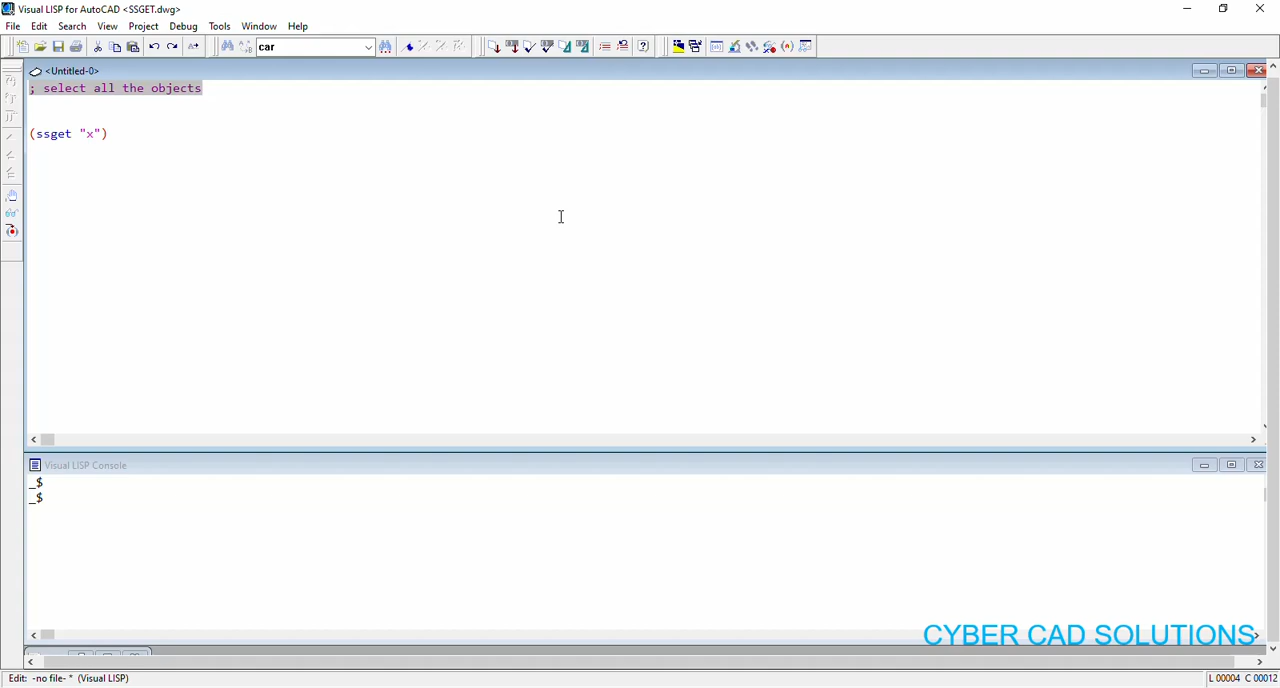 Visual LISP for AutoCAD <SSGET.dwg>
File Edit Search View Project Debug Tools Window Help
car
<Untitled-0>
; select all the objects
(ssget "x")
Visual LISP Console
_$
_$
CYBER CAD SOLUTIONS
Edit: -no file- * (Visual LISP)
L 00004 C 00012